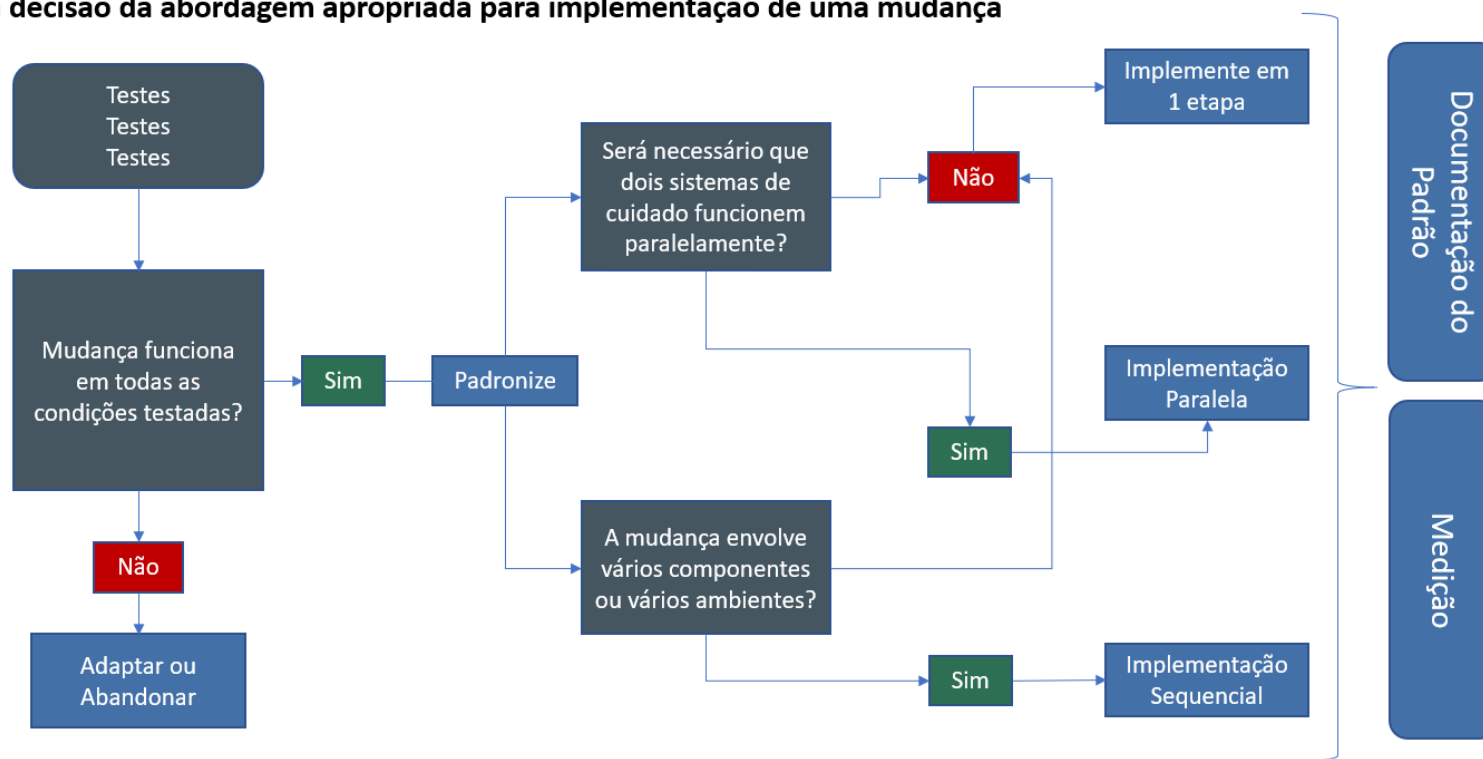 decisão da abordagem apropriada para implementação de uma mudança
Testes
Testes
Testes
Mudança funciona
em todas as
condições testadas?
Sim
Não
Adaptar ou
Abandonar
Padronize
Será necessário que
dois sistemas de
cuidado funcionem
paralelamente?
Não
Implemente em
1 etapa
Sim
Implementação
Paralela
A mudança envolve
vários componentes
ou vários ambientes?
Sim
Implementação
Sequencial
Documentação do
Padrão
Medição